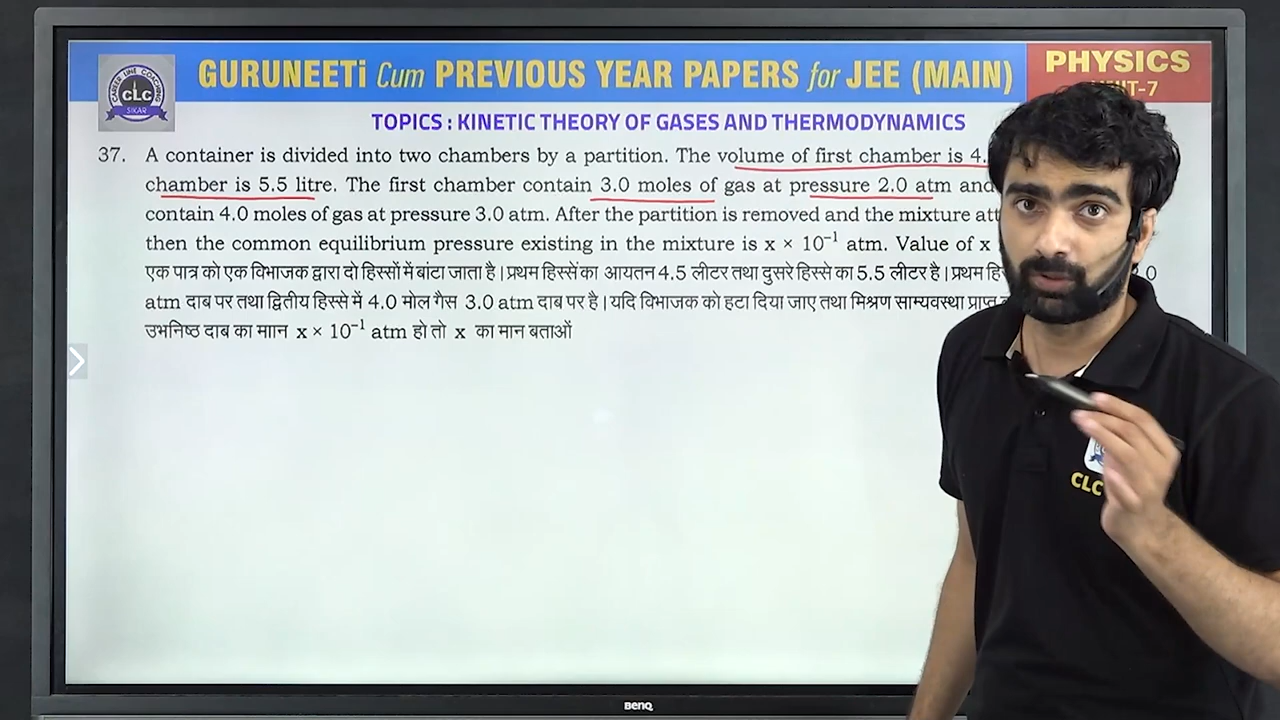 GURUNEETi Cum PREVIOUS YEAR PAPERS for JEE (MAIN)
PHYSICS
-7
CAREER LINE COACHING
CLC
SIKAR
TOPICS : KINETIC THEORY OF GASES AND THERMODYNAMICS
37. A container is divided into two chambers by a partition. The volume of first chamber is 4.
chamber is 5.5 litre. The first chamber contain 3.0 moles of gas at pressure 2.0 atm and
contain 4.0 moles of gas at pressure 3.0 atm. After the partition is removed and the mixture
then the common equilibrium pressure existing in the mixture is x × 10⁻¹ atm. Value of x
एक पात्र को एक विभाजक द्वारा दो हिस्सों में बांटा जाता है। प्रथम हिस्से का आयतन 4.5 लीटर तथा दुसरे हिस्से का 5.5 लीटर है। प्रथम .0
atm दाब पर तथा द्वितीय हिस्से में 4.0 मोल गैस 3.0 atm दाब पर है। यदि विभाजक को हटा दिया जाए तथा मिश्रण साम्यवस्था प्राप्त
उभनिष्ठ दाब का माान x × 10⁻¹ atm हो तो x का मान बताओं
CLC
BenQ